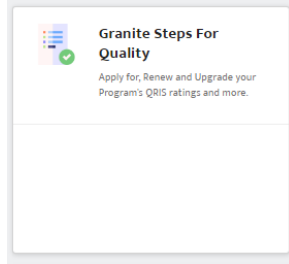 Granite Steps For
Quality
Apply for, Renew and Upgrade your
Program's QRIS ratings and more.